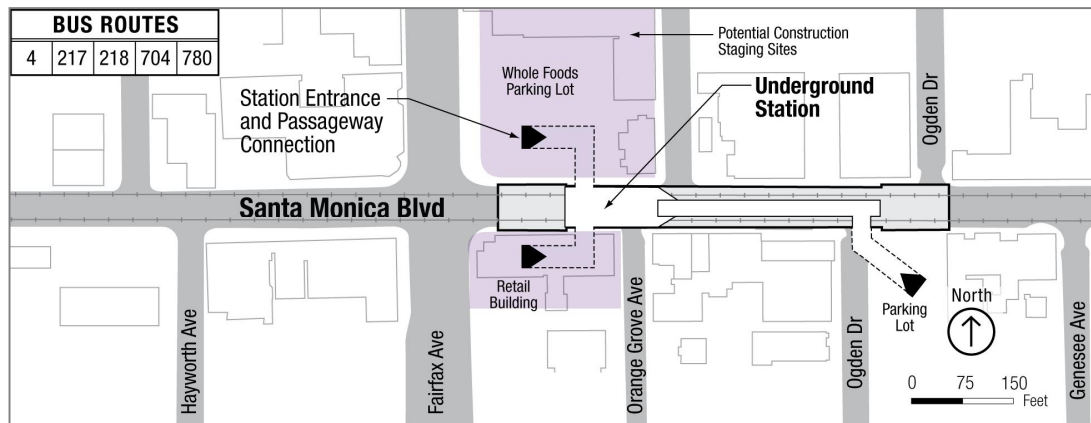 BUS ROUTES
4 217 218 704 780
Potential Construction
Staging Sites
Whole Foods
Parking Lot
Underground
Station
Station Entrance
and Passageway
Connection
Ogden Dr
Santa Monica Blvd
Retail
Building
Parking
Lot
North
Hayworth Ave
Fairfax Ave
Orange Grove Ave
Ogden Dr
Genesee Ave
0 75 150
Feet